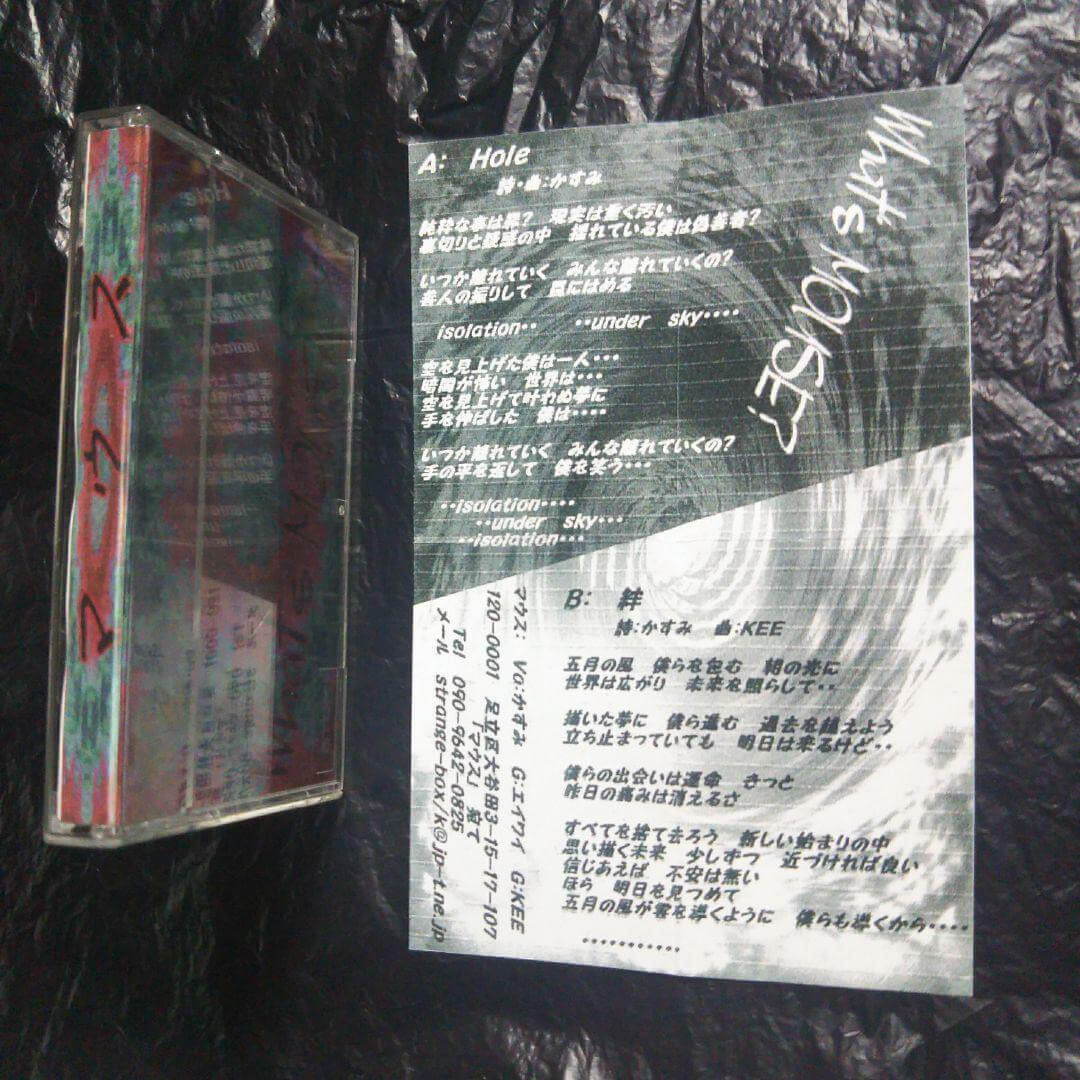 マウス
What's MOUSE?
A: Hole
詩・曲:かすみ
純粋な事は罪? 現実は重く汚い
裏切りと疑惑の中 揺れている僕は偽善者?
いつか離れていく みんな離れていくの?
善人の振りして 罠にはめる
isolation・・ ・・under sky・・・・
空を見上げた僕は一人・・・
暗闇が怖い 世界は・・・
空を見上げて叶わぬ夢に
手を伸ばした 僕は・・・・
いつか離れていく みんな離れていくの?
手の平を返して 僕を笑う・・・
・・isolation・・・・
・・under sky・・・
・・isolation・・・
B: 絆
詩:かすみ 曲:KEE
五月の風 僕らを包む 朝の光に
世界は広がり 未来を照らして・・
描いた夢に 僕ら進む 過去を越えよう
立ち止まっていても 明日は来るけど・・
僕らの出会いは運命 きっと
昨日の痛みは消えるさ
すべてを捨て去ろう 新しい始まりの中
思い描く未来 少しずつ 近づければ良い
信じあえば 不安は無い
ほら 明日を見つめて
五月の風が雲を導くように 僕らも導くから・・・・
・・・・・・・・・・・
マウス: Vo:かすみ G:エイワイ G:KEE
120-0001 足立区大谷田3-15-17-107
「マウス」 宛て
Tel 090-9642-0825
メール strange-box/k@jp-t.ne.jp